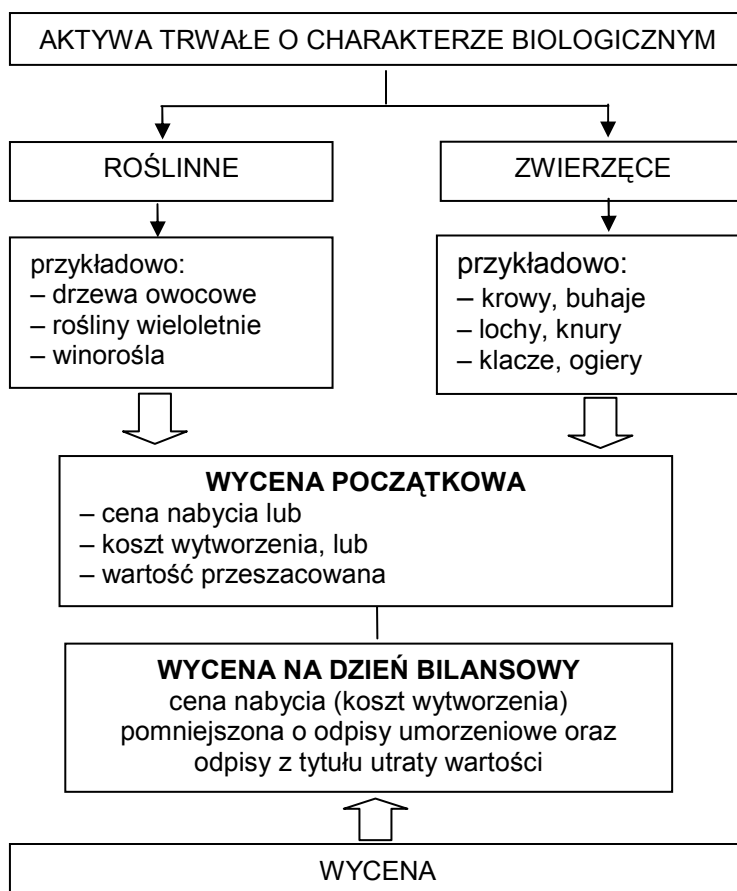 AKTYWA TRWAŁE O CHARAKTERZE BIOLOGICZNYM
ROŚLINNE
ZWIERZĘCE
przykładowo:
– drzewa owocowe
– rośliny wieloletnie
– winorośla
przykładowo:
– krowy, buhaje
– lochy, knury
– klacze, ogiery
WYCENA POCZĄTKOWA
– cena nabycia lub
– koszt wytworzenia, lub
– wartość przeszacowana
WYCENA NA DZIEŃ BILANSOWY
cena nabycia (koszt wytworzenia)
pomniejszona o odpisy umorzeniowe oraz
odpisy z tytułu utraty wartości
WYCENA